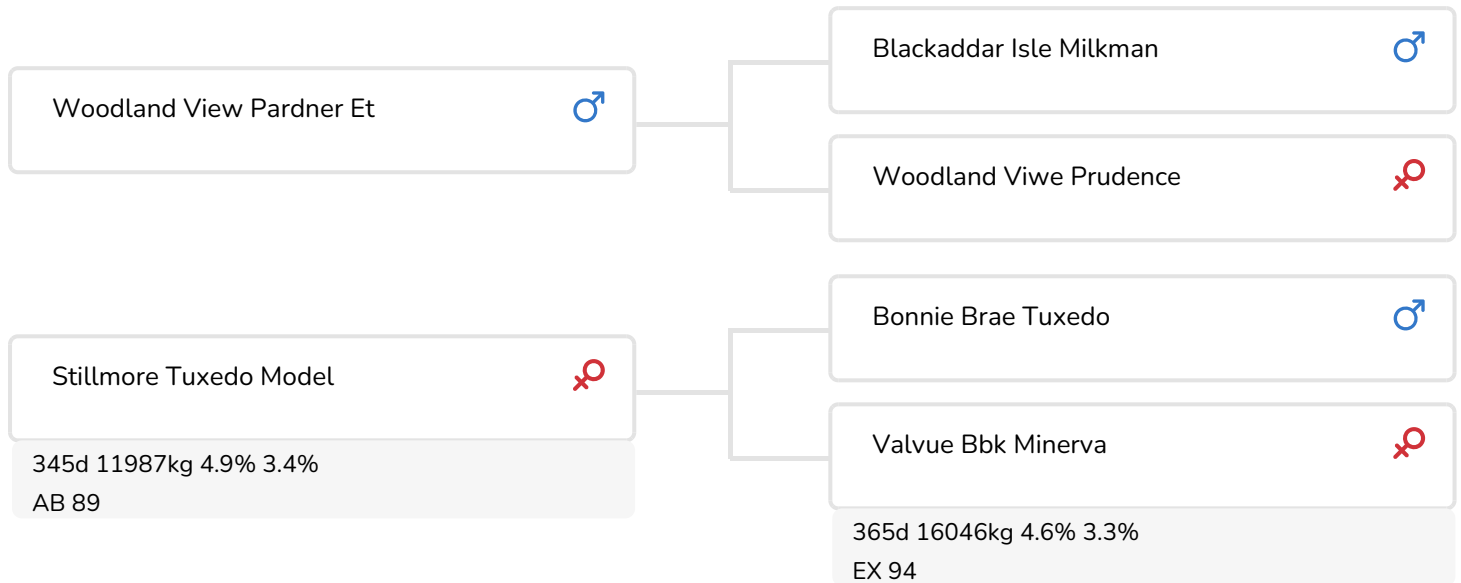 Woodland View Pardner Et
Blackaddar Isle Milkman
Woodland Viwe Prudence
Stillmore Tuxedo Model
345d 11987kg 4.9% 3.4%
AB 89
Bonnie Brae Tuxedo
Valvue Bbk Minerva
365d 16046kg 4.6% 3.3%
EX 94